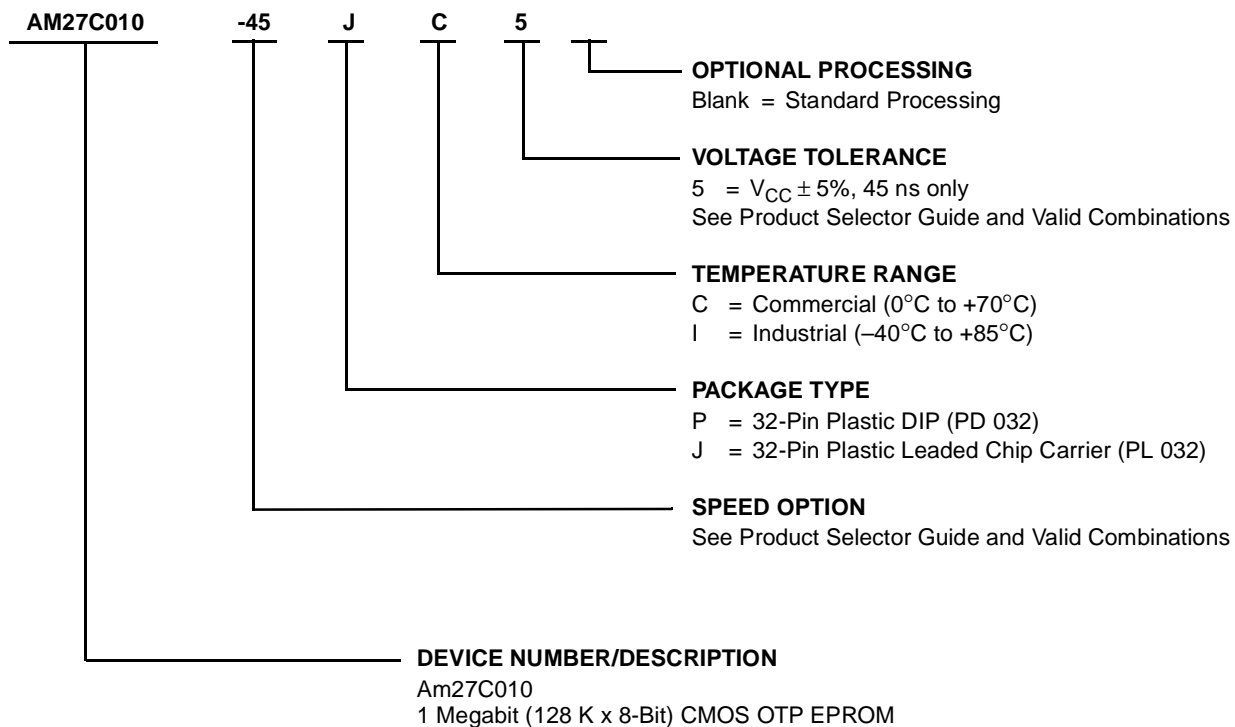 AM27C010 -45 J C 5
OPTIONAL PROCESSING
Blank = Standard Processing
VOLTAGE TOLERANCE
5 = VCC ± 5%, 45 ns only
See Product Selector Guide and Valid Combinations
TEMPERATURE RANGE
C = Commercial (0°C to +70°C)
I = Industrial (–40°C to +85°C)
PACKAGE TYPE
P = 32-Pin Plastic DIP (PD 032)
J = 32-Pin Plastic Leaded Chip Carrier (PL 032)
SPEED OPTION
See Product Selector Guide and Valid Combinations
DEVICE NUMBER/DESCRIPTION
Am27C010
1 Megabit (128 K x 8-Bit) CMOS OTP EPROM